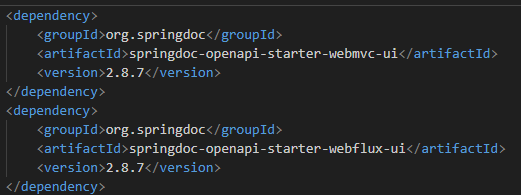 <dependency>
    <groupId>org.springdoc</groupId>
    <artifactId>springdoc-openapi-starter-webmvc-ui</artifactId>
    <version>2.8.7</version>
</dependency>
<dependency>
    <groupId>org.springdoc</groupId>
    <artifactId>springdoc-openapi-starter-webflux-ui</artifactId>
    <version>2.8.7</version>
</dependency>